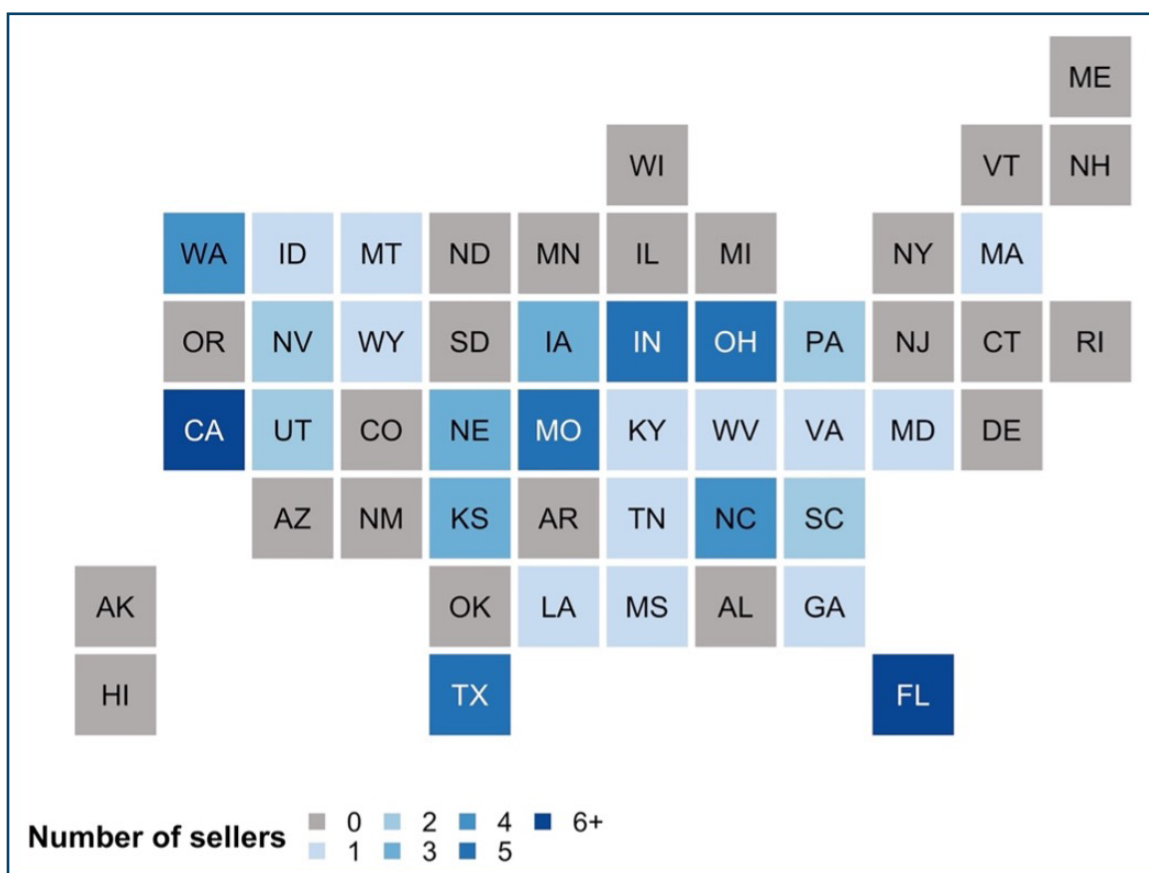 ME
WI VT NH
WA ID MT ND MN IL MI NY MA
OR NV WY SD IA IN OH PA NJ CT RI
CA UT CO NE MO KY WV VA MD DE
AZ NM KS AR TN NC SC
AK OK LA MS AL GA
HI TX FL
Number of sellers
0 2 4 6+
1 3 5